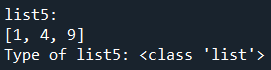 list5:
[1, 4, 9]
Type of list5: <class 'list'>